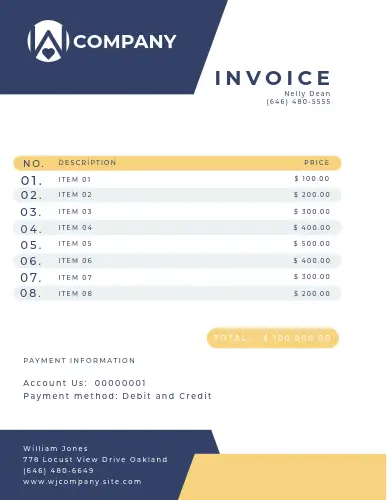 COMPANY
INVOICE
Nelly Dean
(646) 480-5555
NO. DESCRIPTION PRICE
01. ITEM 01 $ 100.00
02. ITEM 02 $ 200.00
03. ITEM 03 $ 300.00
04. ITEM 04 $ 400.00
05. ITEM 05 $ 500.00
06. ITEM 06 $ 400.00
07. ITEM 07 $ 300.00
08. ITEM 08 $ 200.00
TOTAL: $ 100 000.00
PAYMENT INFORMATION
Account Us: 00000001
Payment method: Debit and Credit
William Jones
778 Locust View Drive Oakland
(646) 480-6649
www.wjcompany.site.com